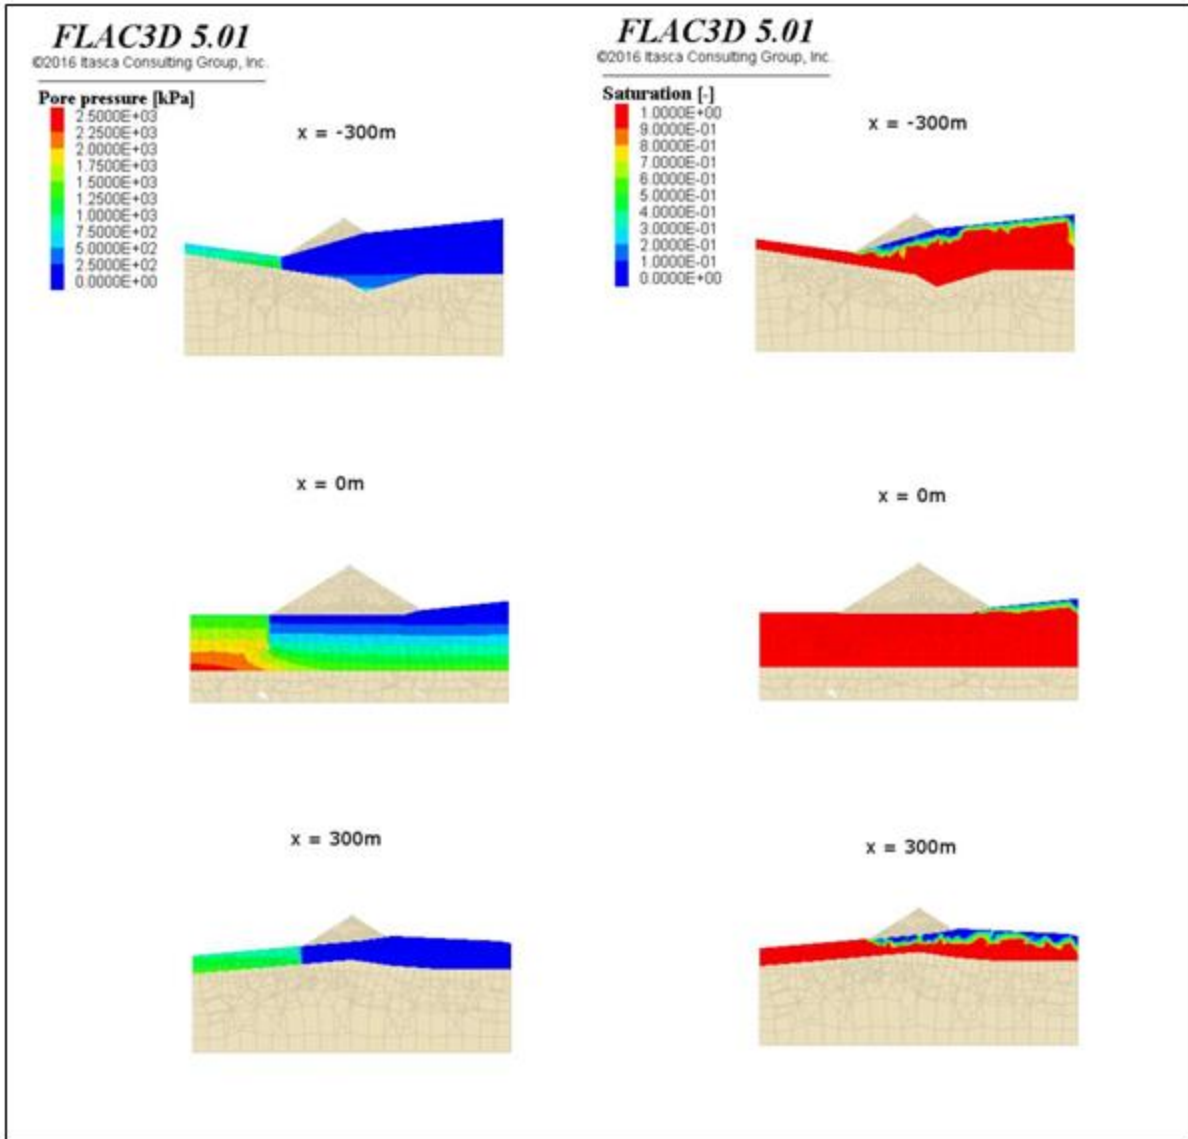 FLAC3D 5.01
©2016 Itasca Consulting Group, Inc.
Pore pressure [kPa]
2.5000E+03
2.2500E+03
2.0000E+03
1.7500E+03
1.5000E+03
1.2500E+03
1.0000E+03
7.5000E+02
5.0000E+02
2.5000E+02
0.0000E+00
x = -300m
x = 0m
x = 300m
FLAC3D 5.01
©2016 Itasca Consulting Group, Inc.
Saturation [-]
1.0000E+00
9.0000E-01
8.0000E-01
7.0000E-01
6.0000E-01
5.0000E-01
4.0000E-01
3.0000E-01
2.0000E-01
1.0000E-01
0.0000E+00
x = -300m
x = 0m
x = 300m